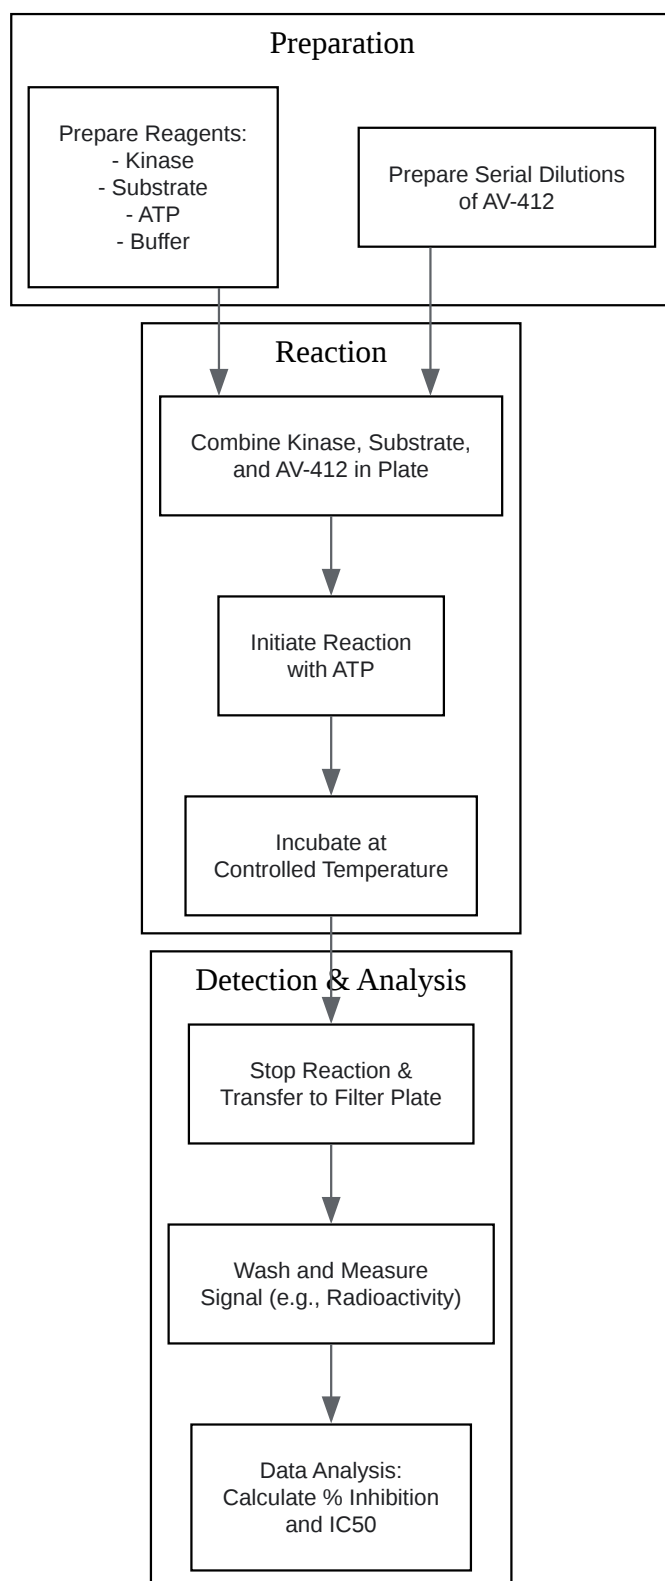 Preparation
Prepare Reagents:
- Kinase
- Substrate
- ATP
- Buffer
Prepare Serial Dilutions
of AV-412
Reaction
Combine Kinase, Substrate,
and AV-412 in Plate
Initiate Reaction
with ATP
Incubate at
Controlled Temperature
Detection & Analysis
Stop Reaction &
Transfer to Filter Plate
Wash and Measure
Signal (e.g., Radioactivity)
Data Analysis:
Calculate % Inhibition
and IC50